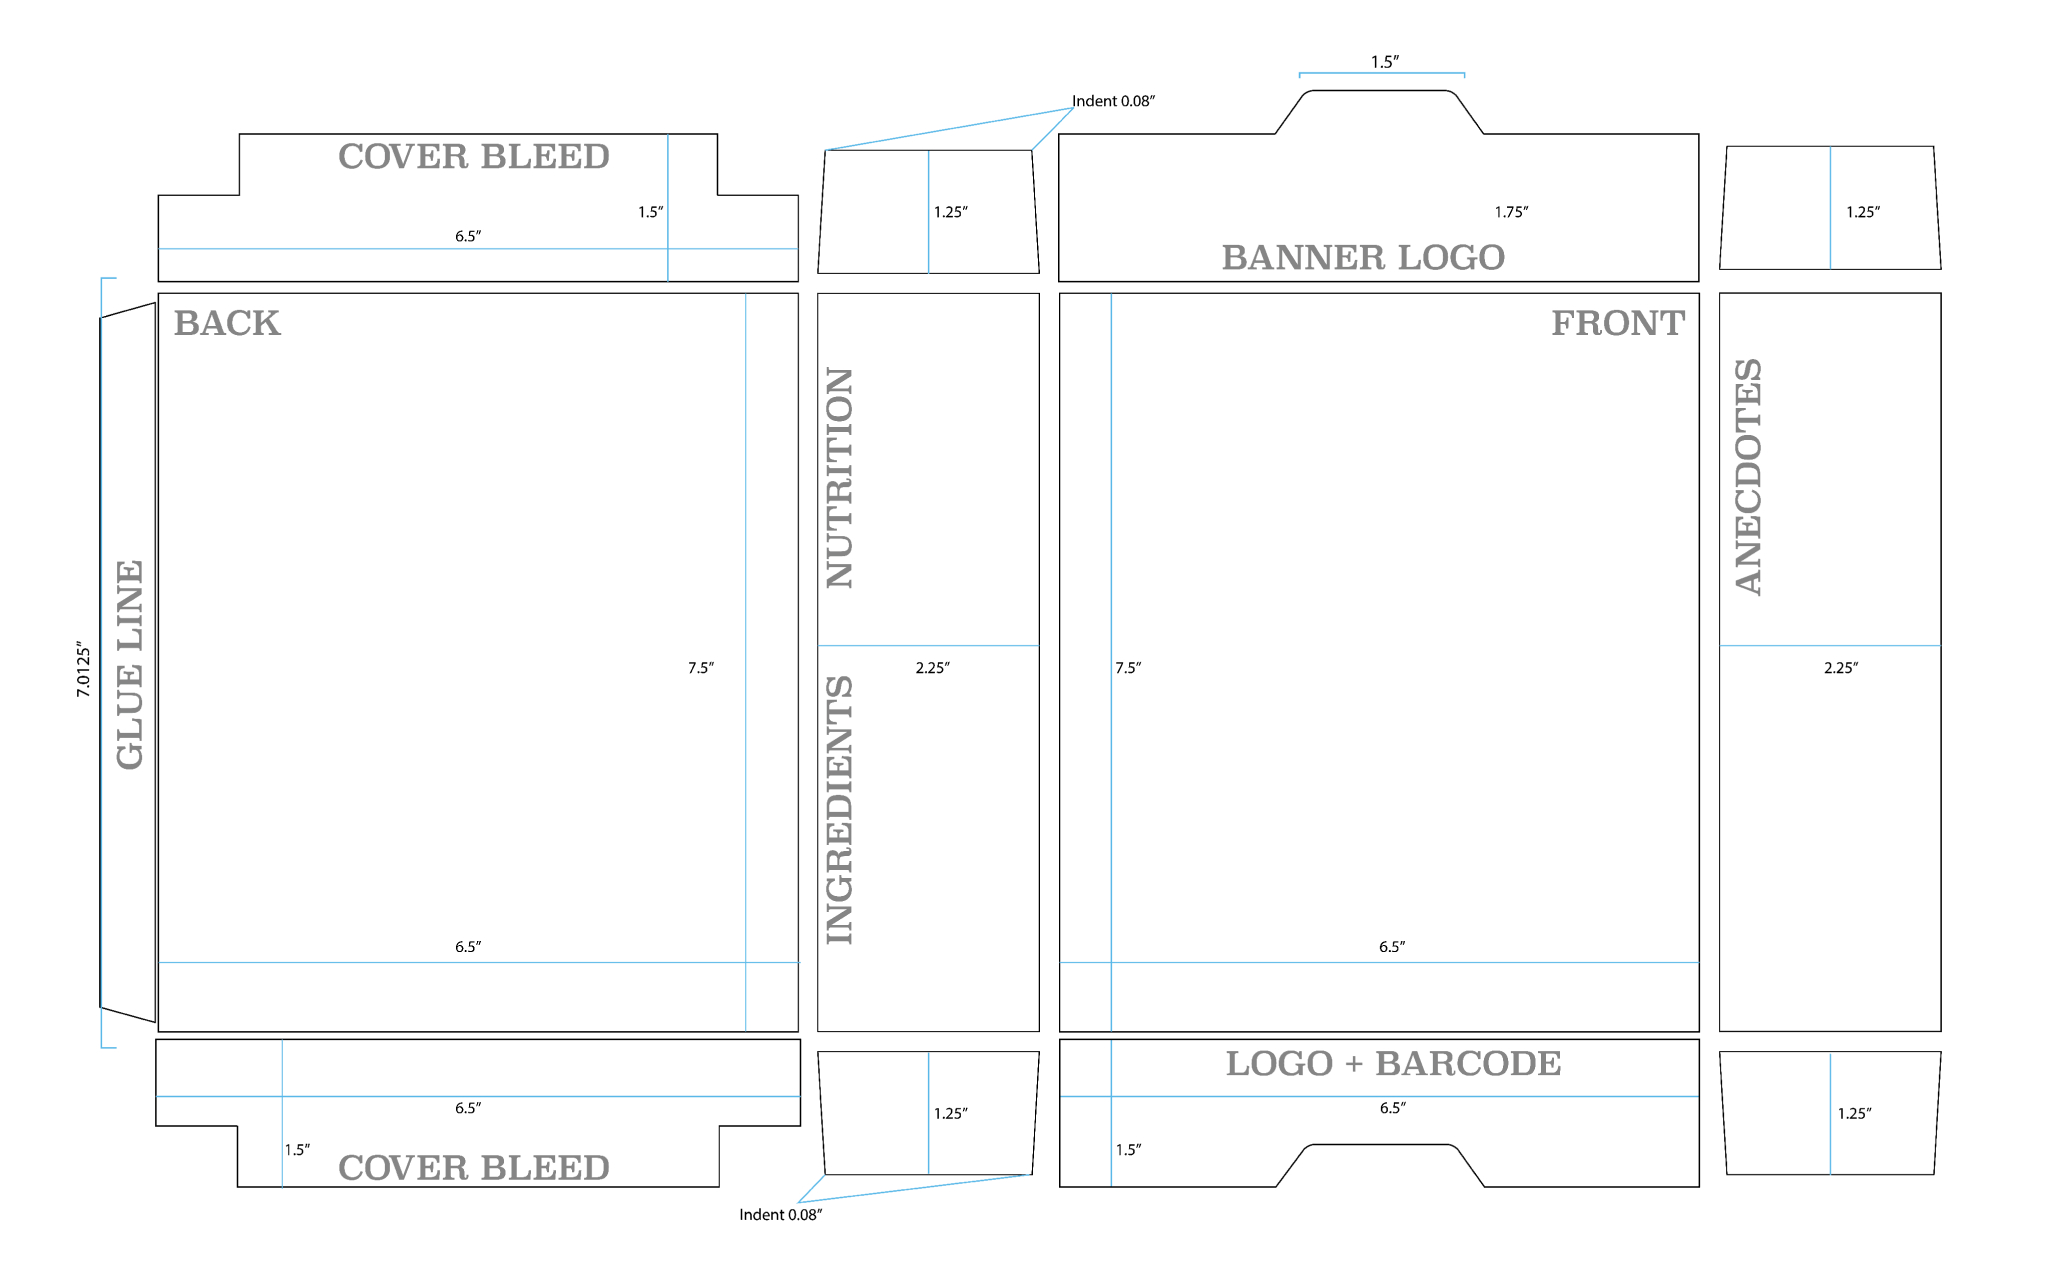 1.5”
Indent 0.08”
COVER BLEED
1.5”
6.5”
1.25”
1.75”
BANNER LOGO
1.25”
BACK
NUTRITION
FRONT
ANECDOTES
GLUE LINE
7.0125”
7.5”
2.25”
7.5”
2.25”
INGREDIENTS
6.5”
6.5”
6.5”
1.5”
COVER BLEED
1.25”
LOGO + BARCODE
6.5”
1.5”
1.25”
Indent 0.08”